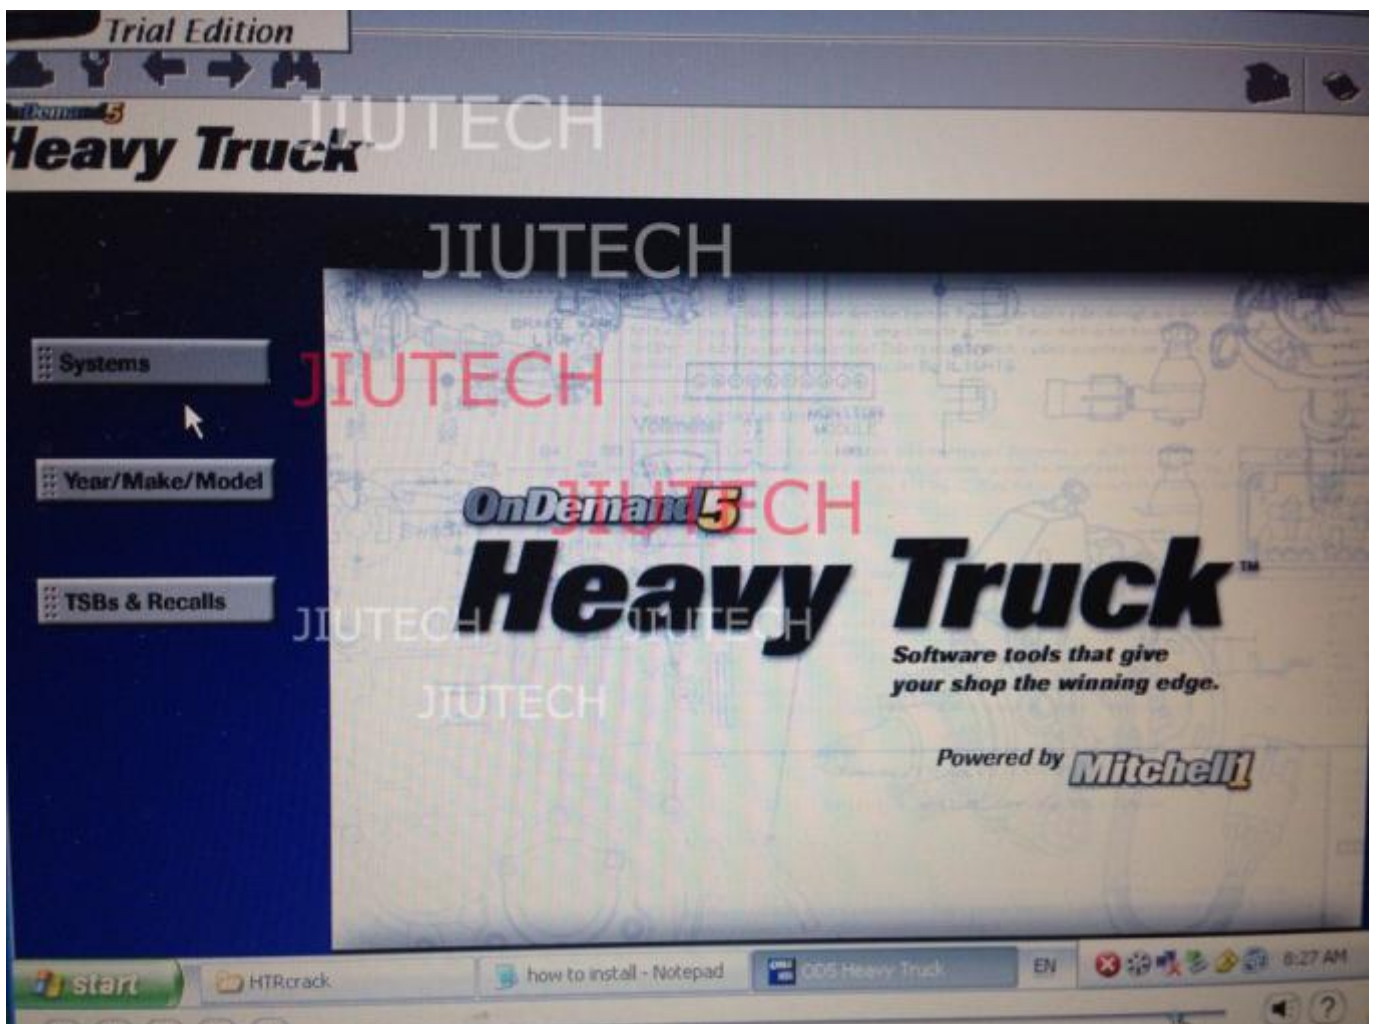 Trial Edition
OnDemand5
Heavy Truck
JIUTECH
JIUTECH
Systems
JIUTECH
Year/Make/Model
OnDemand5
JIUTECH
Heavy Truck™
TSBs & Recalls
JIUTECH
JIUTECH
Software tools that give
your shop the winning edge.
JIUTECH
Powered by Mitchell1
start
HTRcrack
how to install - Notepad
OD5 Heavy Truck
EN
8:27 AM